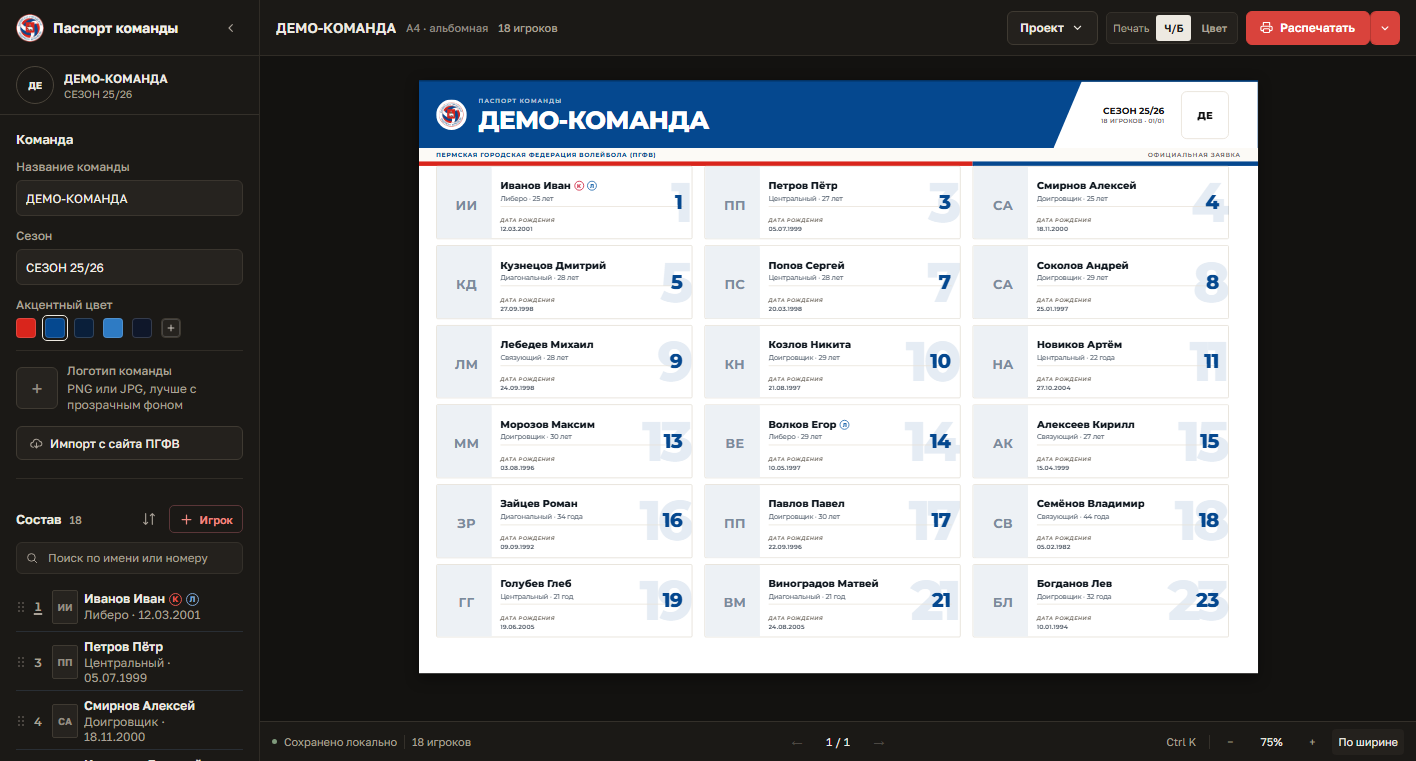 Паспорт команды
ДЕМО-КОМАНДА A4 · альбомная 18 игроков
Проект Печать Ч/Б Цвет Распечатать
ДЕ ДЕМО-КОМАНДА
СЕЗОН 25/26
Команда
Название команды
ДЕМО-КОМАНДА
Сезон
СЕЗОН 25/26
Акцентный цвет
+
+ Логотип команды
PNG или JPG, лучше с
прозрачным фоном
Импорт с сайта ПГФВ
Состав 18 + Игрок
Поиск по имени или номеру
1 ИИ Иванов Иван К Л
Либеро · 12.03.2001
3 ПП Петров Пётр
Центральный ·
05.07.1999
4 СА Смирнов Алексей
Доигровщик ·
18.11.2000
ПАСПОРТ КОМАНДЫ
ДЕМО-КОМАНДА
СЕЗОН 25/26
18 ИГРОКОВ · 01/01
ДЕ
ПЕРМСКАЯ ГОРОДСКАЯ ФЕДЕРАЦИЯ ВОЛЕЙБОЛА (ПГФВ) ОФИЦИАЛЬНАЯ ЗАЯВКА
ИИ Иванов Иван К Л 1
Либеро · 25 лет
ДАТА РОЖДЕНИЯ
12.03.2001
ПП Петров Пётр 3
Центральный · 27 лет
ДАТА РОЖДЕНИЯ
05.07.1999
СА Смирнов Алексей 4
Доигровщик · 25 лет
ДАТА РОЖДЕНИЯ
18.11.2000
КД Кузнецов Дмитрий 5
Диагональный · 28 лет
ДАТА РОЖДЕНИЯ
27.09.1998
ПС Попов Сергей 7
Центральный · 28 лет
ДАТА РОЖДЕНИЯ
20.03.1998
СА Соколов Андрей 8
Доигровщик · 29 лет
ДАТА РОЖДЕНИЯ
25.01.1997
ЛМ Лебедев Михаил 9
Связующий · 28 лет
ДАТА РОЖДЕНИЯ
24.09.1998
КН Козлов Никита 10
Доигровщик · 29 лет
ДАТА РОЖДЕНИЯ
21.08.1997
НА Новиков Артём 11
Центральный · 22 года
ДАТА РОЖДЕНИЯ
27.10.2004
ММ Морозов Максим 13
Доигровщик · 30 лет
ДАТА РОЖДЕНИЯ
03.08.1996
ВЕ Волков Егор Л 14
Либеро · 29 лет
ДАТА РОЖДЕНИЯ
10.05.1997
АК Алексеев Кирилл 15
Связующий · 27 лет
ДАТА РОЖДЕНИЯ
15.04.1999
ЗР Зайцев Роман 16
Диагональный · 34 года
ДАТА РОЖДЕНИЯ
09.09.1992
ПП Павлов Павел 17
Доигровщик · 30 лет
ДАТА РОЖДЕНИЯ
22.09.1996
СВ Семёнов Владимир 18
Связующий · 44 года
ДАТА РОЖДЕНИЯ
05.02.1982
ГГ Голубев Глеб 19
Центральный · 21 год
ДАТА РОЖДЕНИЯ
19.06.2005
ВМ Виноградов Матвей 21
Диагональный · 21 год
ДАТА РОЖДЕНИЯ
24.08.2005
БЛ Богданов Лев 23
Доигровщик · 32 года
ДАТА РОЖДЕНИЯ
10.01.1994
Сохранено локально 18 игроков ← 1 / 1 → Ctrl K − 75% + По ширине